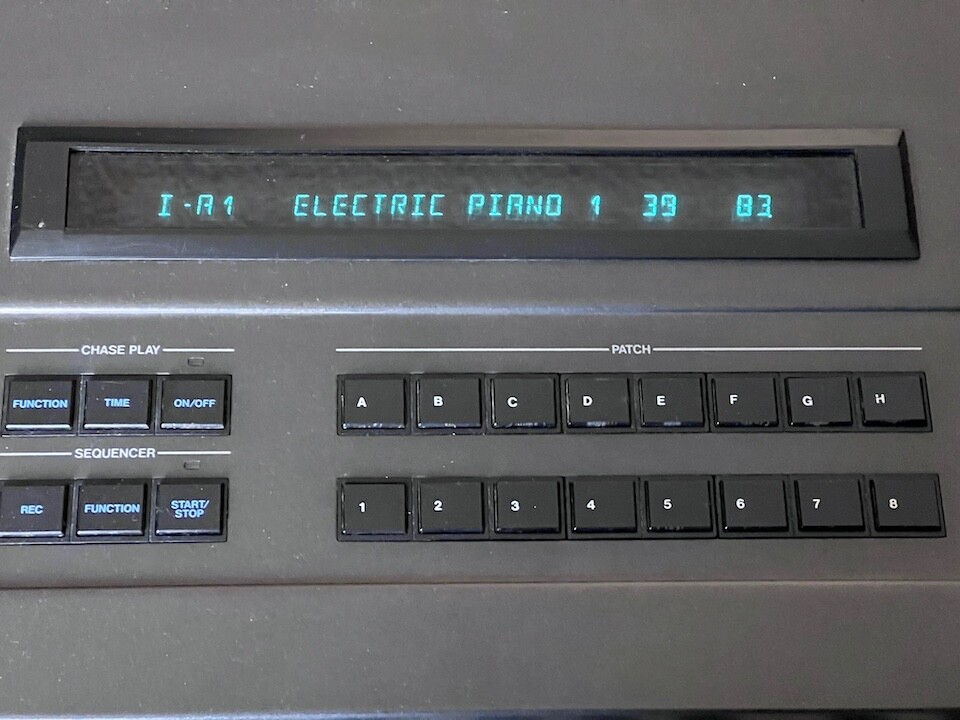 I-A1 ELECTRIC PIANO 1 39 83
CHASE PLAY
PATCH
FUNCTION TIME ON/OFF
A B C D E F G H
SEQUENCER
REC FUNCTION START/
STOP
1 2 3 4 5 6 7 8